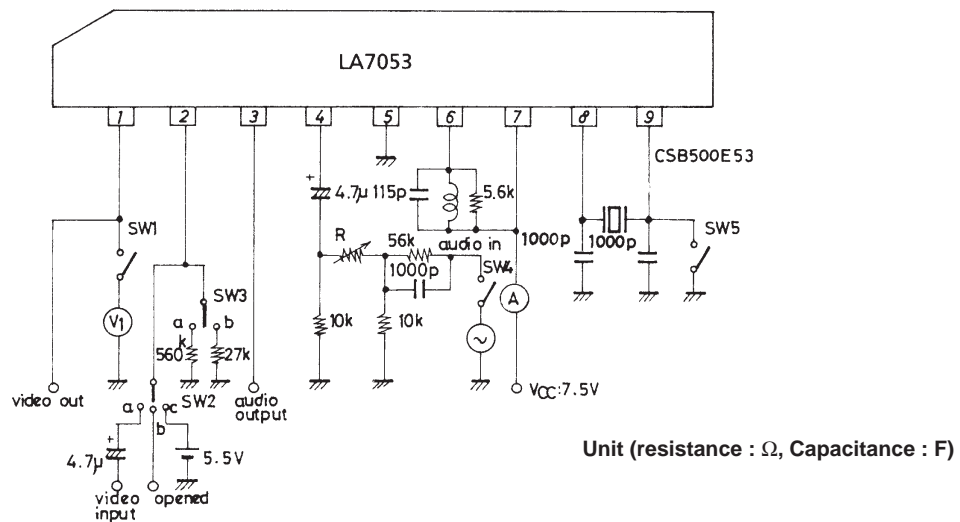 LA7053
1 2 3 4 5 6 7 8 9
CSB500E53
+
4.7µ 115p 5.6k
SW1
R 56k audio in 1000p 1000p SW5
1000p SW4
V1 SW3 A
a b 10k 10k
k
560 27k
video out audio output VCC:7.5V
a c SW2
b
+
4.7µ 5.5V
video input opened
Unit (resistance : Ω, Capacitance : F)